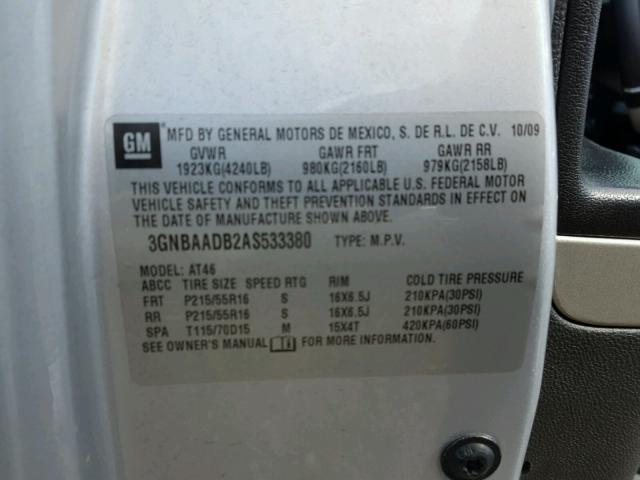 GM MFD BY GENERAL MOTORS DE MEXICO, S. DE R.L. DE C.V. 10/09
GVWR GAWR FRT GAWR RR
1923KG(4240LB) 980KG(2160LB) 979KG(2158LB)
THIS VEHICLE CONFORMS TO ALL APPLICABLE U.S. FEDERAL MOTOR
VEHICLE SAFETY AND THEFT PREVENTION STANDARDS IN EFFECT ON
THE DATE OF MANUFACTURE SHOWN ABOVE.
3GNBAADB2AS533380 TYPE: M.P.V.
MODEL: AT46
ABCC TIRE SIZE SPEED RTG RIM COLD TIRE PRESSURE
FRT P215/55R16 S 16X6.5J 210KPA(30PSI)
RR P215/55R16 S 16X6.5J 210KPA(30PSI)
SPA T115/70D15 M 15X4T 420KPA(60PSI)
SEE OWNER'S MANUAL FOR MORE INFORMATION.